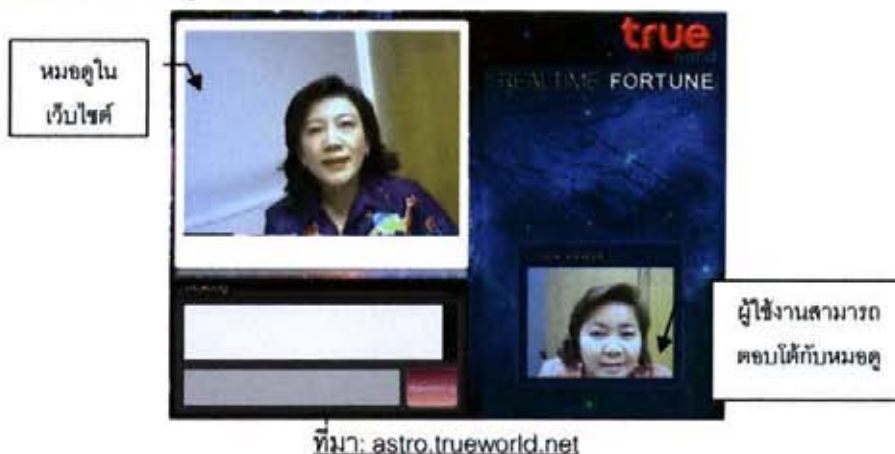 หมอดูใน
เว็บไซต์
true
REALTIME FORTUNE
ผู้ใช้งานสามารถ
ตอบโต้กับหมอดู
ที่มา: astro.trueworld.net